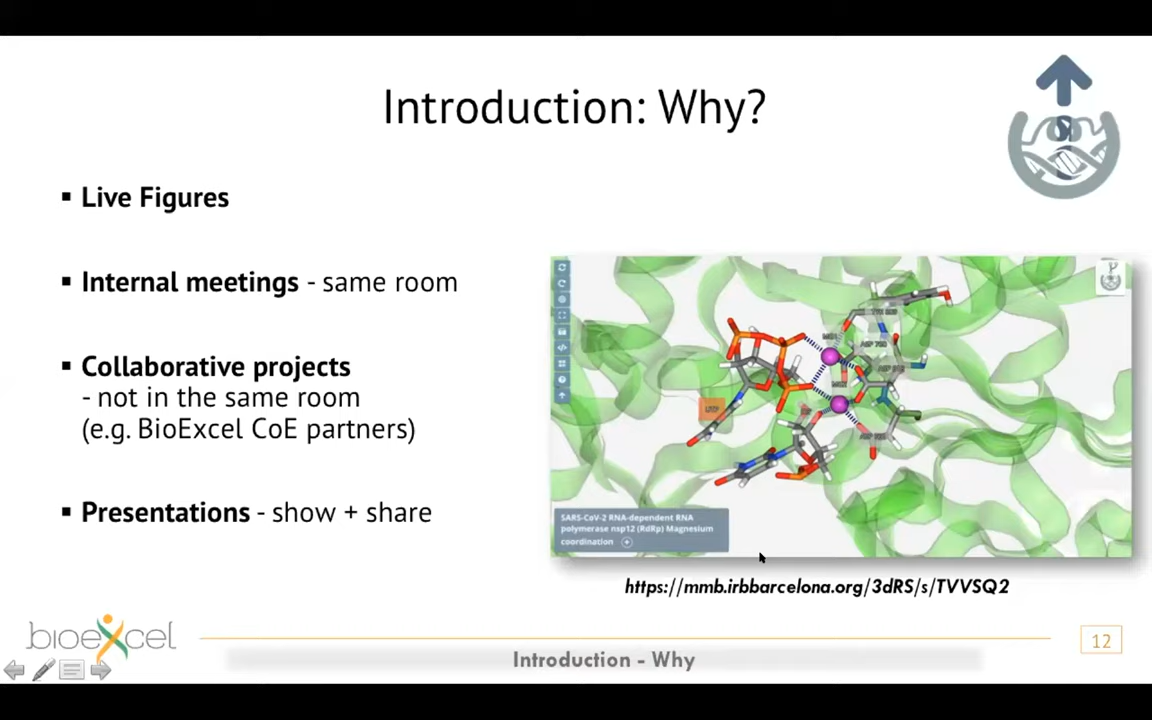 Introduction: Why?
▪ Live Figures
▪ Internal meetings - same room
▪ Collaborative projects
- not in the same room
(e.g. BioExcel CoE partners)
▪ Presentations - show + share
SARS-CoV-2 RNA-dependent RNA
polymerase nsp12 (RdRp) Magnesium
coordination
https://mmb.irbbarcelona.org/3dRS/s/TVVSQ2
bioexcel
12
Introduction - Why